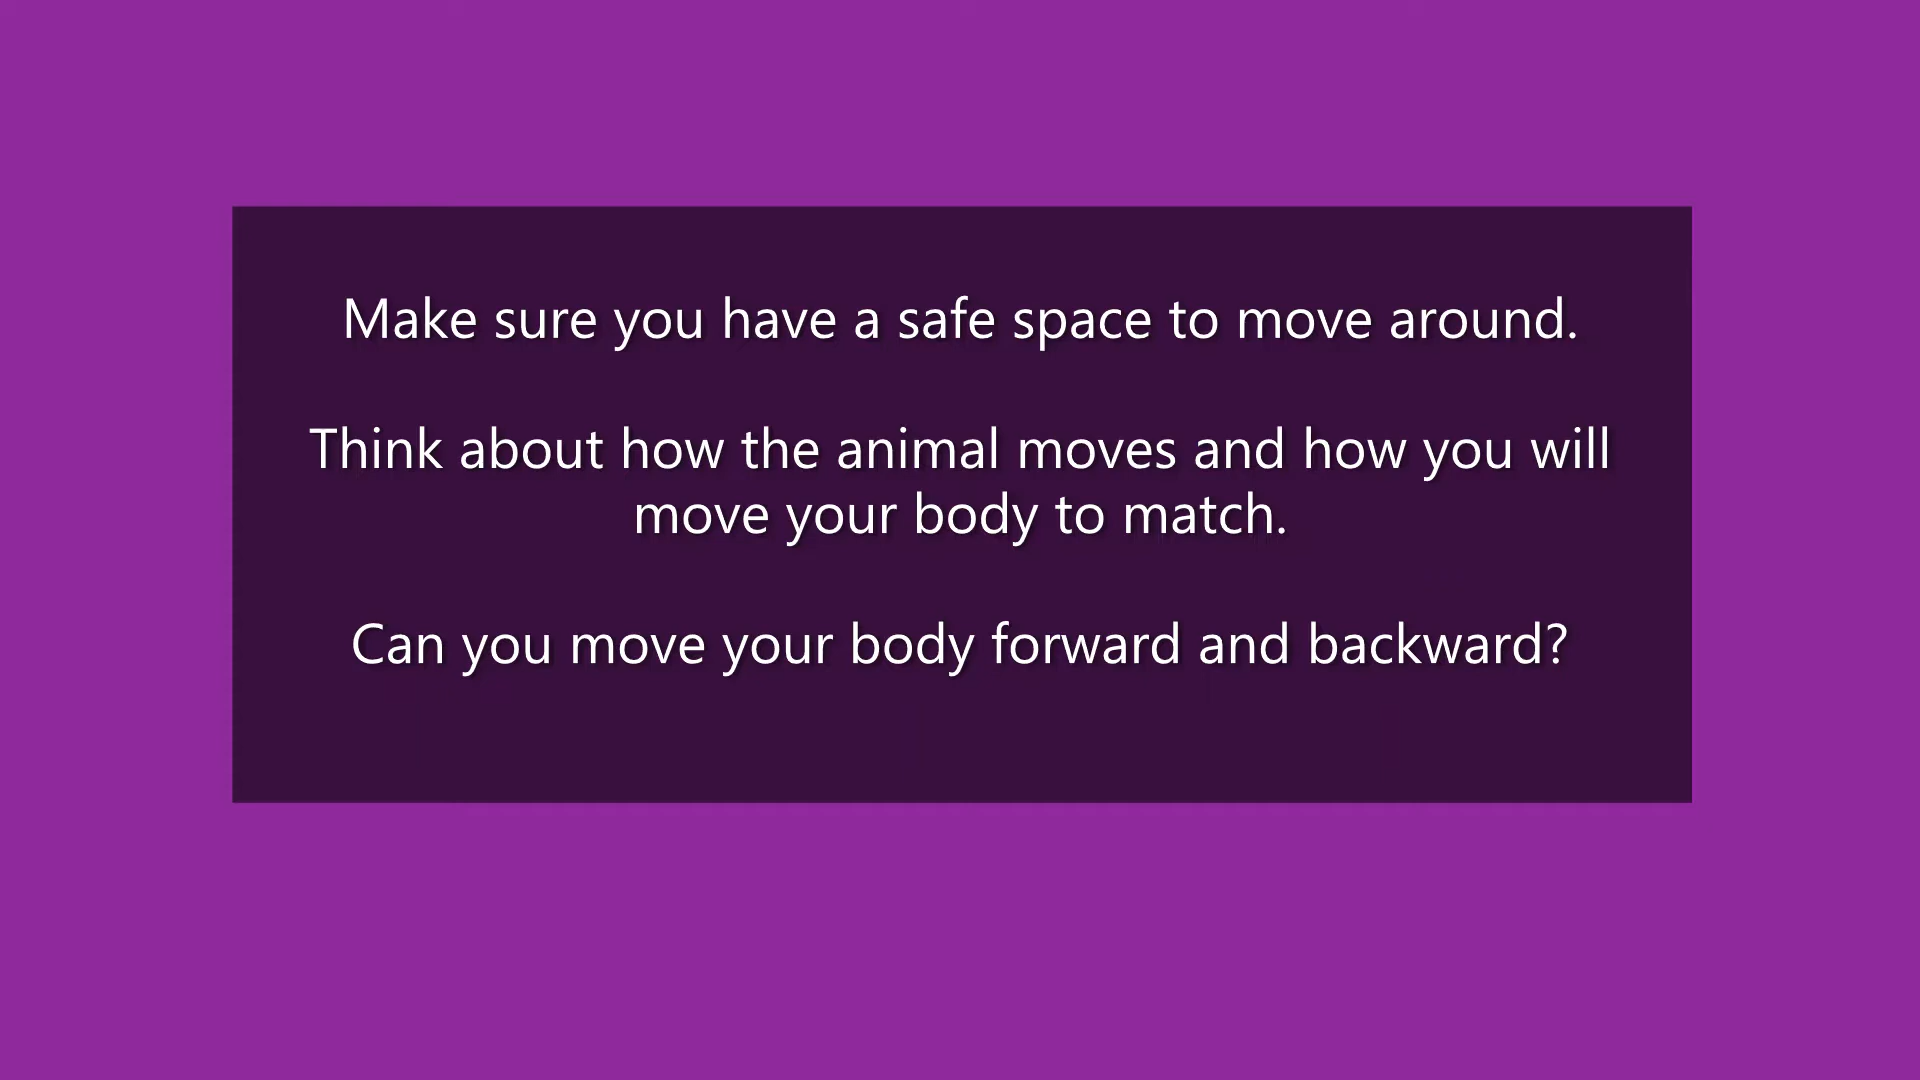 Make sure you have a safe space to move around.
Think about how the animal moves and how you will
move your body to match.
Can you move your body forward and backward?